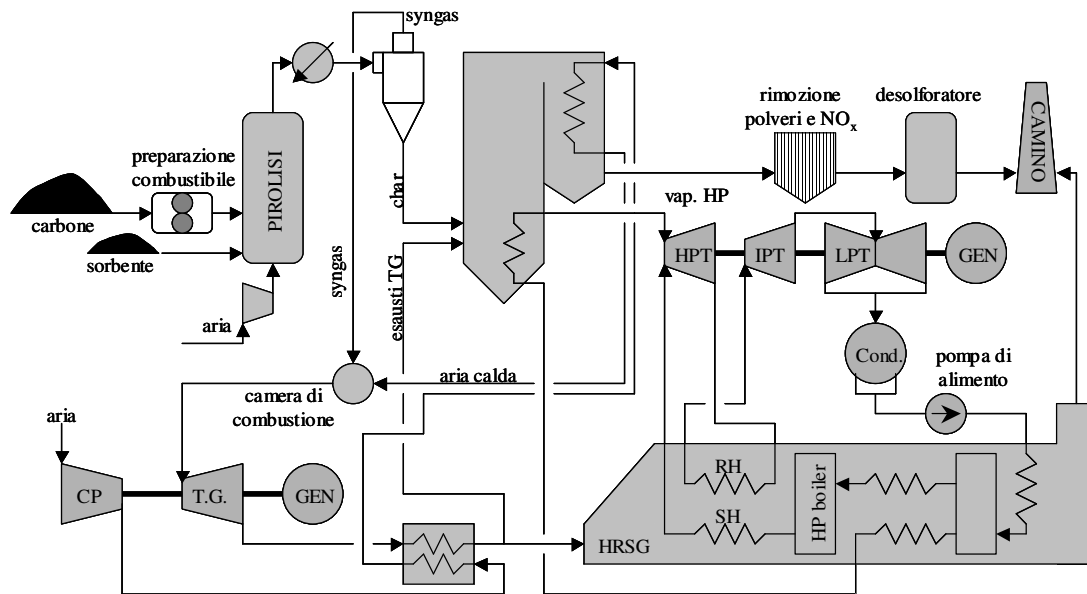 syngas
rimozione
polveri e NOx
desolforatore
CAMINO
preparazione
combustibile
PIROLISI
carbone
sorbente
aria
char
syngas
esausti TG
vap. HP
HPT
IPT
LPT
GEN
Cond.
pompa di
alimento
aria calda
camera di
combustione
aria
CP
T.G.
GEN
HRSG
RH
SH
HP boiler